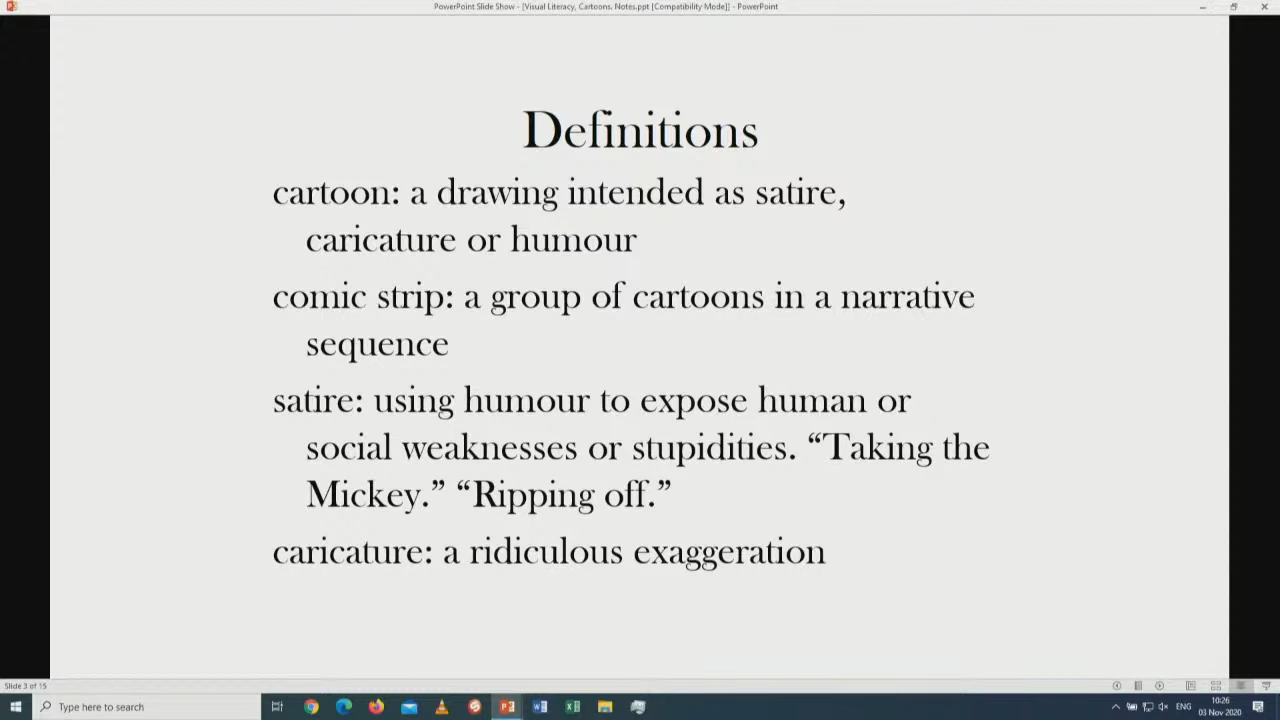 PowerPoint Slide Show - [Visual Literacy, Cartoons. Notes.ppt [Compatibility Mode]] - PowerPoint
Definitions
cartoon: a drawing intended as satire,
caricature or humour
comic strip: a group of cartoons in a narrative
sequence
satire: using humour to expose human or
social weaknesses or stupidities. “Taking the
Mickey.” “Ripping off.”
caricature: a ridiculous exaggeration
Slide 3 of 15
Type here to search
ENG
10:26
03 Nov 2020